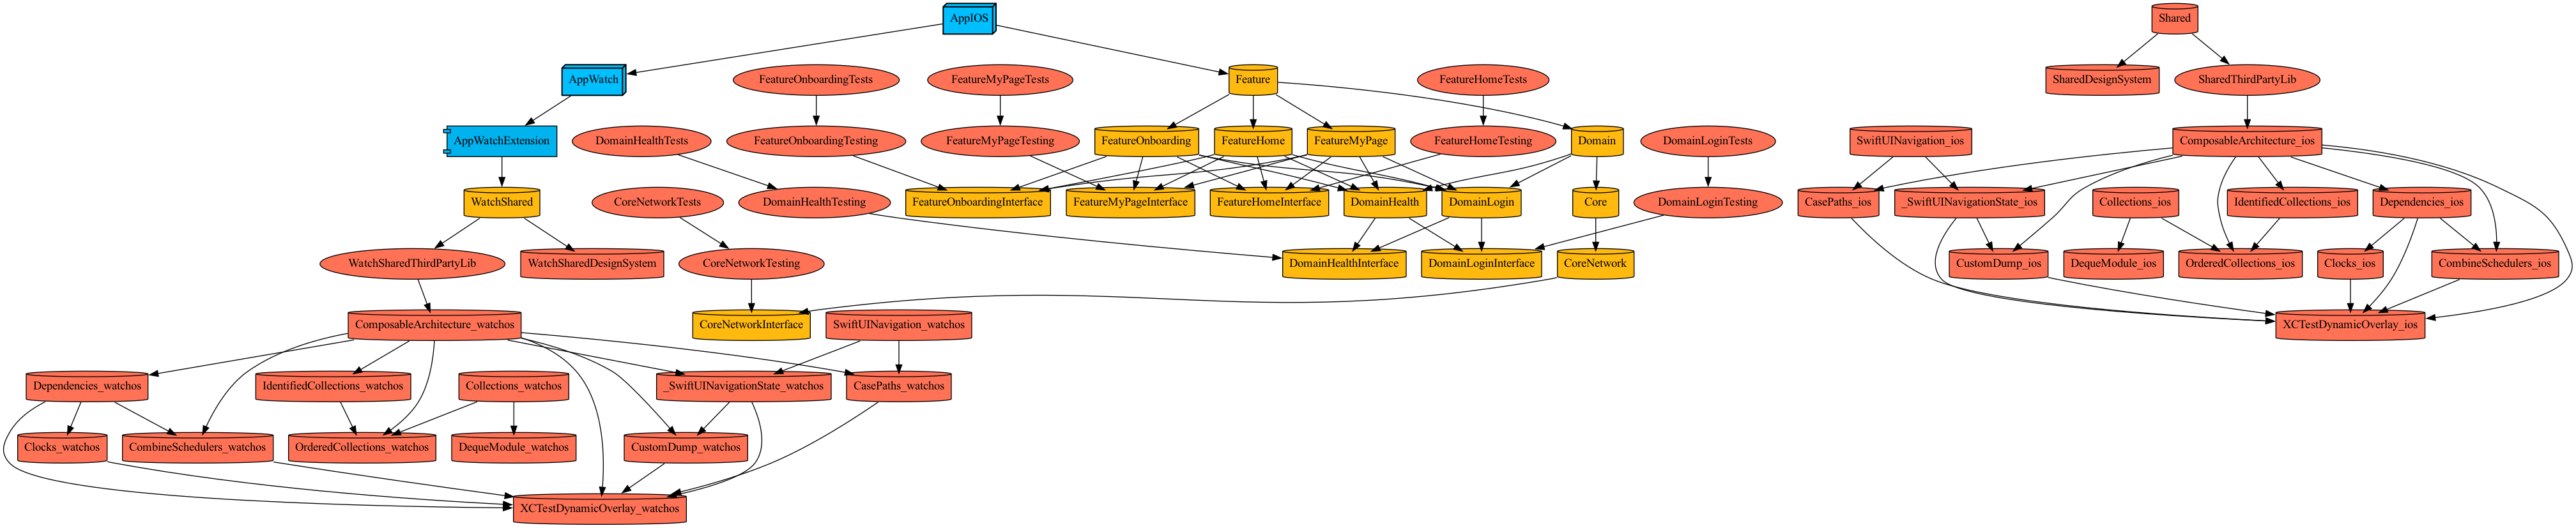 AppIOS
Shared
AppWatch
FeatureOnboardingTests
FeatureMyPageTests
Feature
FeatureHomeTests
SharedDesignSystem
SharedThirdPartyLib
AppWatchExtension
DomainHealthTests
FeatureOnboardingTesting
FeatureMyPageTesting
FeatureOnboarding
FeatureHome
FeatureMyPage
FeatureHomeTesting
Domain
DomainLoginTests
SwiftUINavigation_ios
ComposableArchitecture_ios
WatchShared
CoreNetworkTests
DomainHealthTesting
FeatureOnboardingInterface
FeatureMyPageInterface
FeatureHomeInterface
DomainHealth
DomainLogin
Core
DomainLoginTesting
CasePaths_ios
_SwiftUINavigationState_ios
Collections_ios
IdentifiedCollections_ios
Dependencies_ios
WatchSharedThirdPartyLib
WatchSharedDesignSystem
CoreNetworkTesting
DomainHealthInterface
DomainLoginInterface
CoreNetwork
CustomDump_ios
DequeModule_ios
OrderedCollections_ios
Clocks_ios
CombineSchedulers_ios
ComposableArchitecture_watchos
CoreNetworkInterface
SwiftUINavigation_watchos
XCTestDynamicOverlay_ios
Dependencies_watchos
IdentifiedCollections_watchos
Collections_watchos
_SwiftUINavigationState_watchos
CasePaths_watchos
Clocks_watchos
CombineSchedulers_watchos
OrderedCollections_watchos
DequeModule_watchos
CustomDump_watchos
XCTestDynamicOverlay_watchos